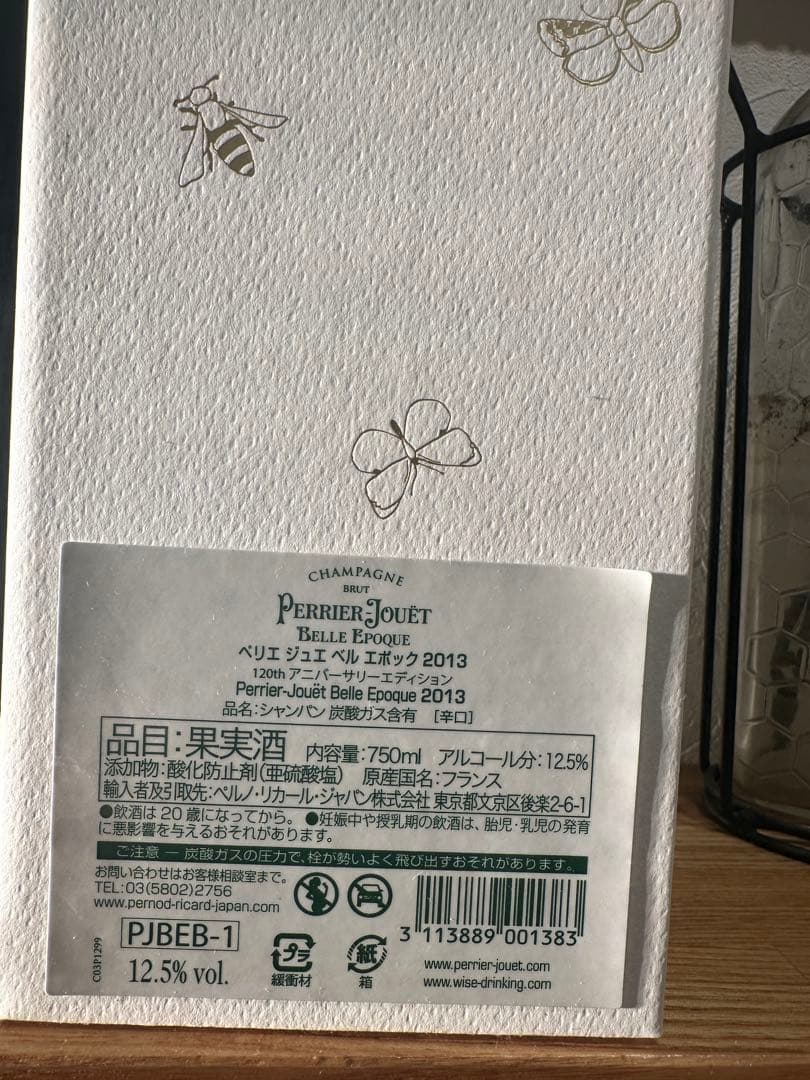 CHAMPAGNE
BRUT
PERRIER-JOUËT
BELLE EPOQUE
ペリエ ジュエ ベル エポック 2013
120th アニバーサリーエディション
Perrier-Jouët Belle Epoque 2013
品名:シャンパン 炭酸ガス含有 [辛口]
品目:果実酒 内容量:750ml アルコール分:12.5%
添加物:酸化防止剤(亜硫酸塩) 原産国名:フランス
輸入者及引取先:ペルノ・リカール・ジャパン株式会社 東京都文京区後楽2-6-1
●飲酒は20歳になってから。 ●妊娠中や授乳期の飲酒は、胎児・乳児の発育
に悪影響を与えるおそれがあります。
ご注意 ― 炭酸ガスの圧力で、栓が勢いよく飛び出すおそれがあります。
お問い合わせはお客様相談室まで。
TEL:03(5802)2756
www.pernod-ricard-japan.com
3 113889 001383
PJBEB-1
プラ
緩衝材
紙
箱
www.perrier-jouet.com
www.wise-drinking.com
12.5% vol.
C03P1299